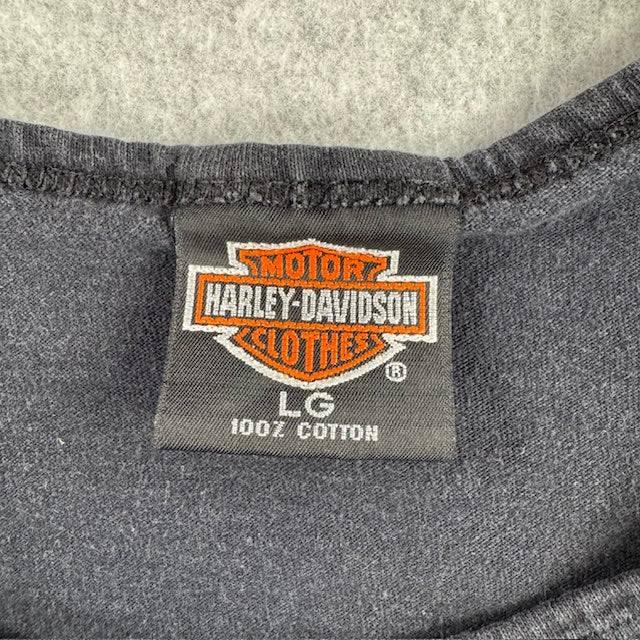 MOTOR
HARLEY-DAVIDSON
CLOTHES
®
LG
100% COTTON